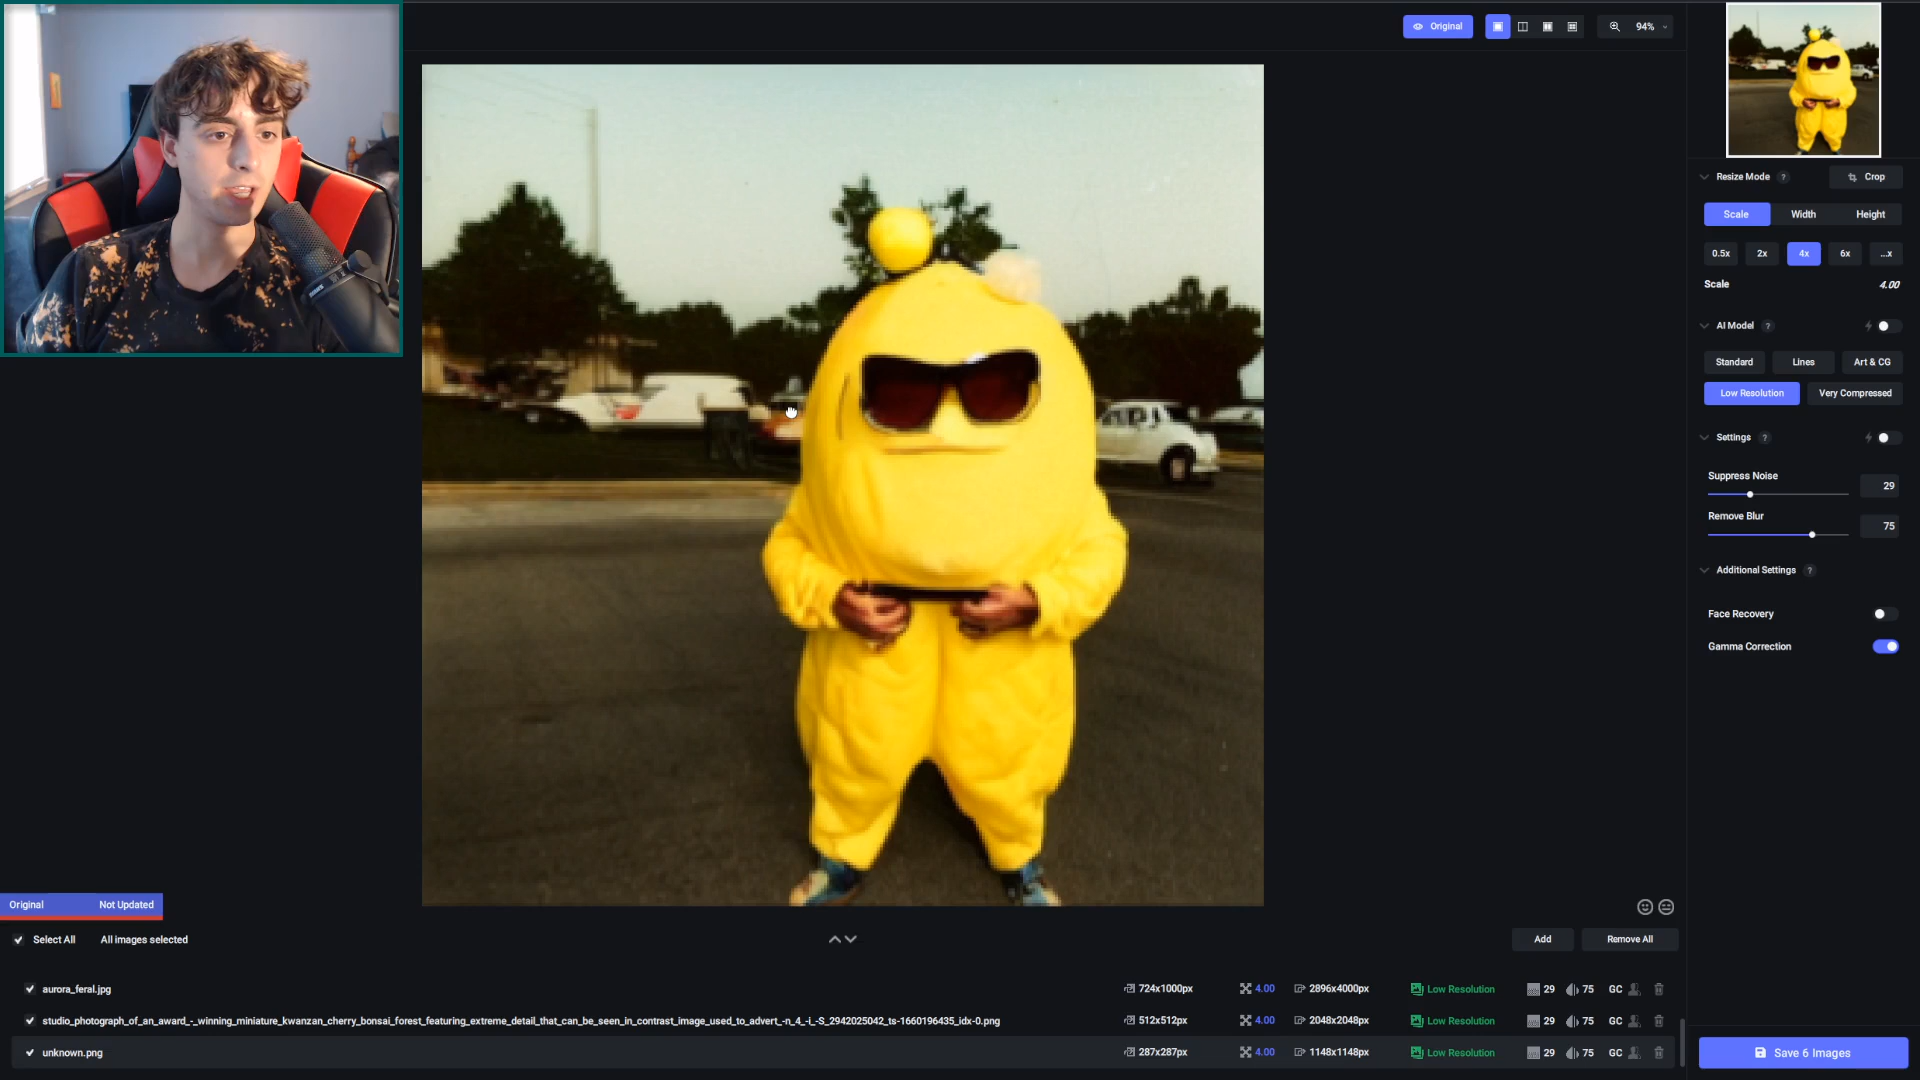 Original
94%
Resize Mode ?
Crop
Scale Width Height
0.5x 2x 4x 6x ...x
Scale 4.00
AI Model ?
Standard Lines Art & CG
Low Resolution Very Compressed
Settings ?
Suppress Noise 29
Remove Blur 75
Additional Settings ?
Face Recovery
Gamma Correction
Original Not Updated
Select All All images selected
Add Remove All
aurora_feral.jpg 724x1000px 4.00 2896x4000px Low Resolution 29 75 GC
studio_photograph_of_an_award_-_winning_miniature_kwanzan_cherry_bonsai_forest_featuring_extreme_detail_that_can_be_seen_in_contrast_image_used_to_advert_-n_4_-i_-S_2942025042_ts-1660196435_idx-0.png 512x512px 4.00 2048x2048px Low Resolution 29 75 GC
unknown.png 287x287px 4.00 1148x1148px Low Resolution 29 75 GC
Save 6 Images